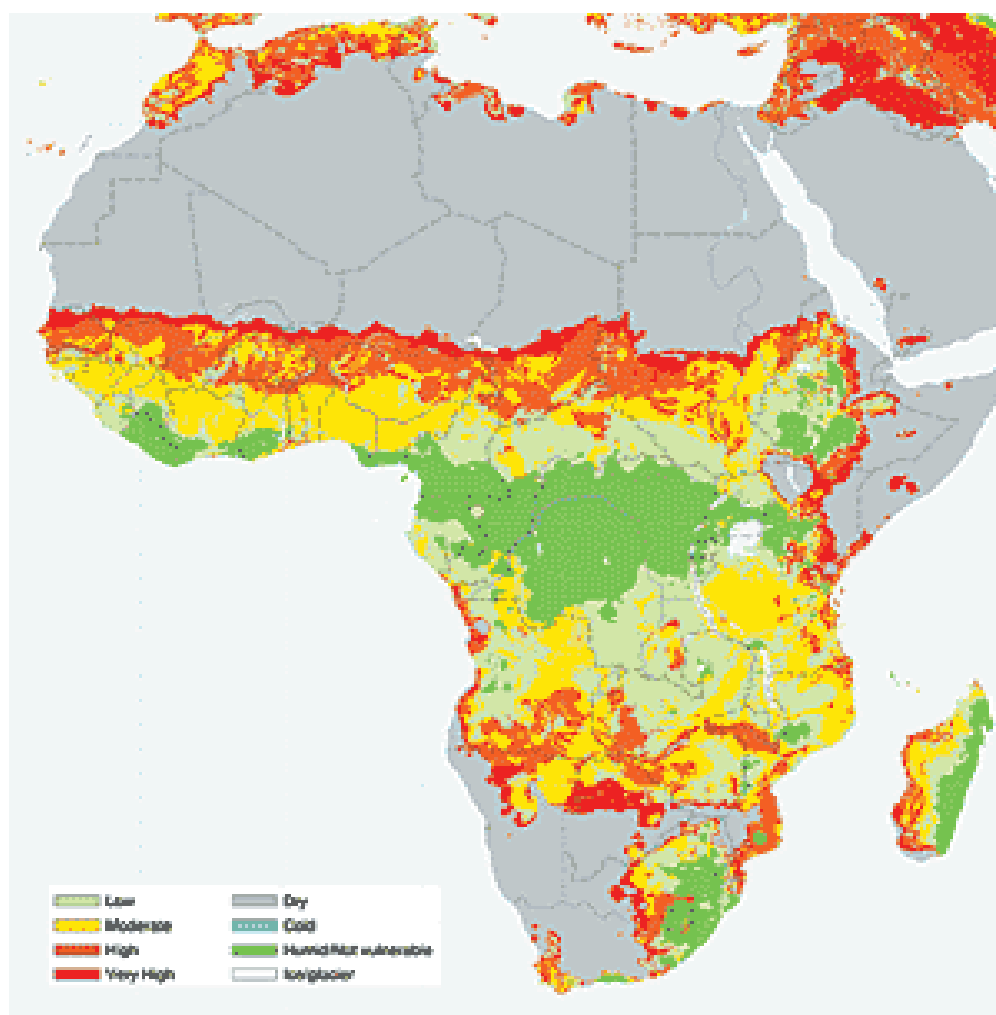 Low
Moderate
High
Very High
Dry
Cold
Humid/Not vulnerable
Ice/glacier